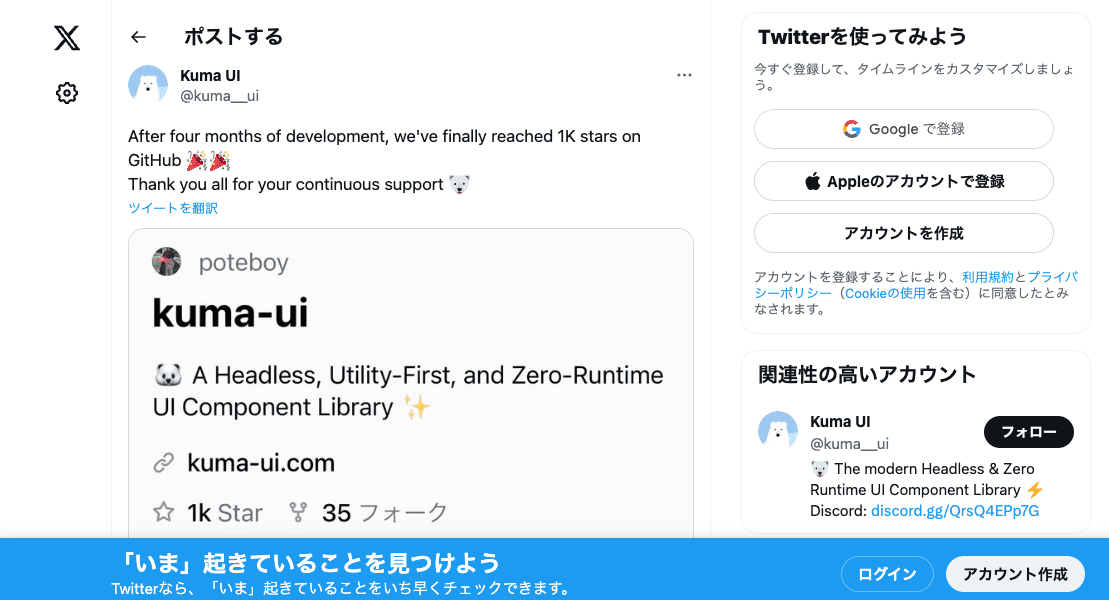 ポストする
Kuma UI
@kuma__ui
After four months of development, we've finally reached 1K stars on
GitHub 🎉🎉
Thank you all for your continuous support 🐻‍❄️
ツイートを翻訳
poteboy
kuma-ui
🐼 A Headless, Utility-First, and Zero-Runtime
UI Component Library ✨
kuma-ui.com
1k Star 35 フォーク
Twitterを使ってみよう
今すぐ登録して、タイムラインをカスタマイズしましょ
う。
Google で登録
Appleのアカウントで登録
アカウントを作成
アカウントを登録することにより、利用規約とプライバ
シーポリシー（Cookieの使用を含む）に同意したとみ
なされます。
関連性の高いアカウント
Kuma UI
@kuma__ui
フォロー
🐻‍❄️ The modern Headless & Zero
Runtime UI Component Library ⚡
Discord: discord.gg/QrsQ4EPp7G
「いま」起きていることを見つけよう
Twitterなら、「いま」起きていることをいち早くチェックできます。
ログイン
アカウント作成